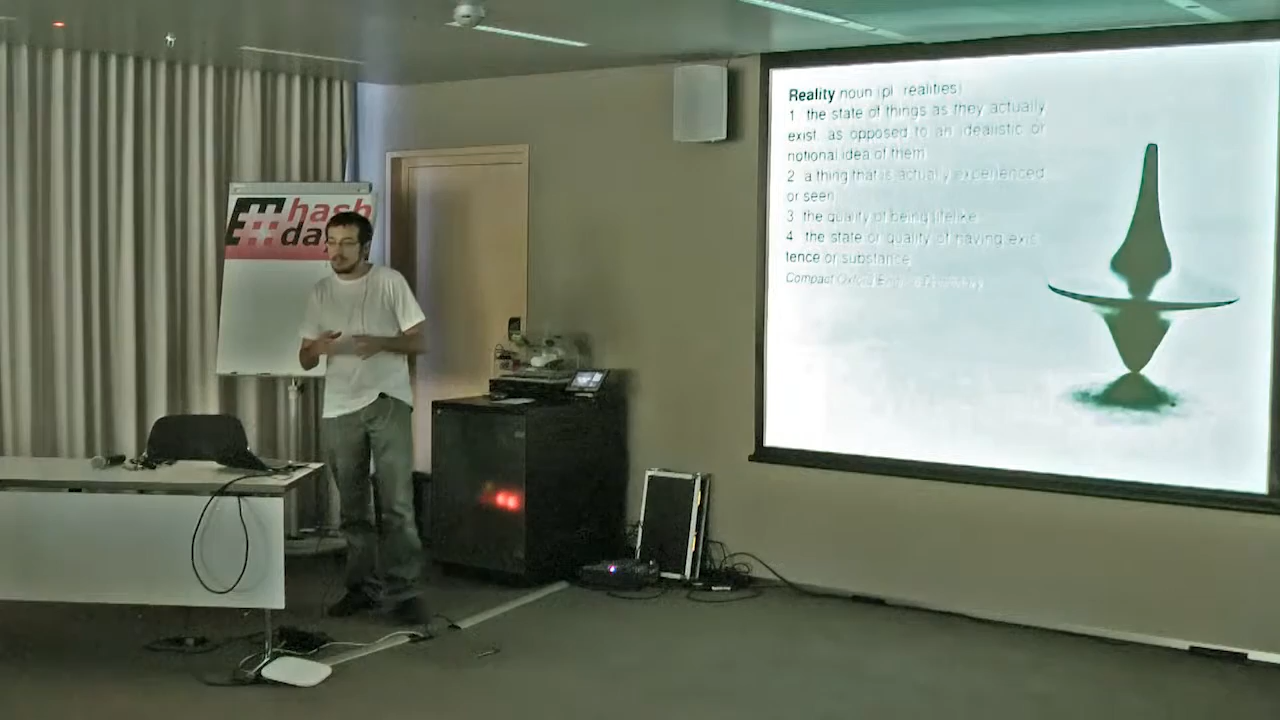 hash
da
Reality noun (pl. realities)
1 the state of things as they actually
exist, as opposed to an idealistic or
notional idea of them
2 a thing that is actually experienced
or seen
3 the quality of being lifelike
4 the state or quality of having exis
tence or substance
Compact Oxford